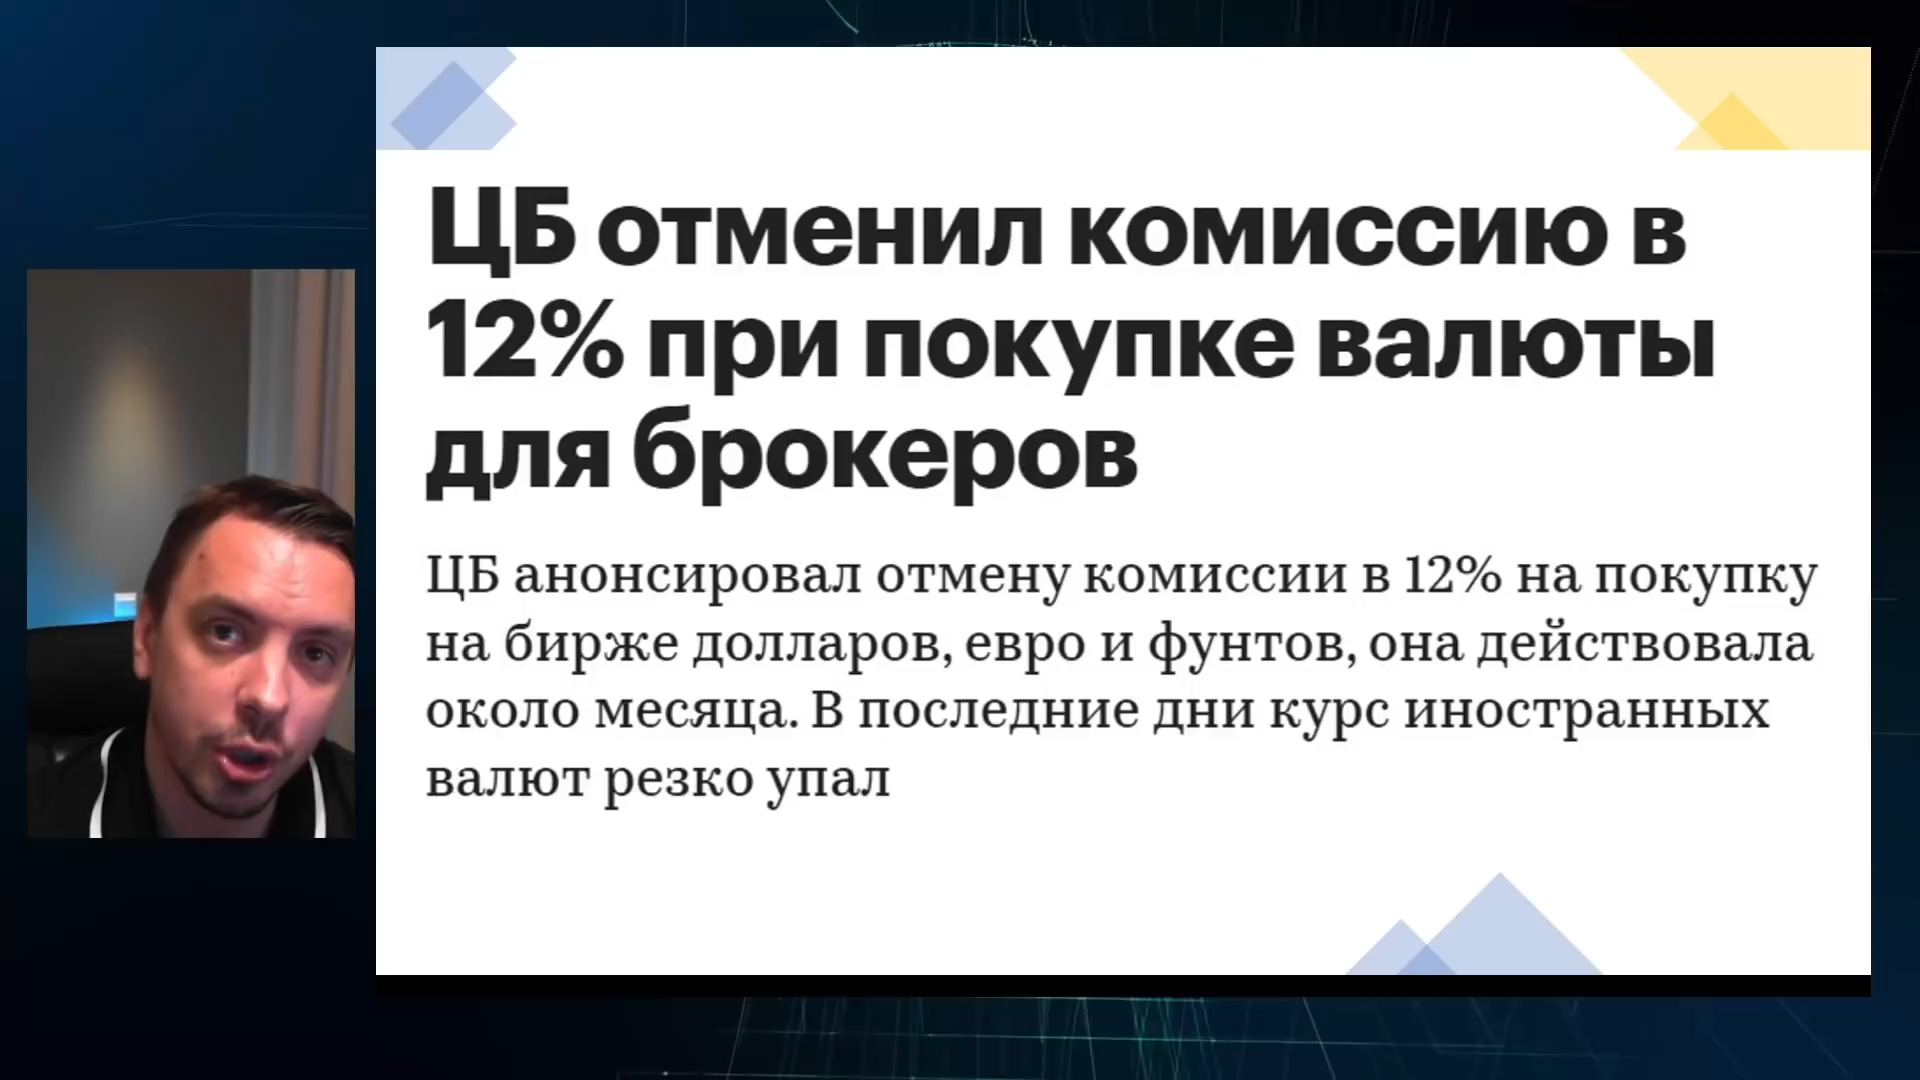 ЦБ отменил комиссию в
12% при покупке валюты
для брокеров
ЦБ анонсировал отмену комиссии в 12% на покупку
на бирже долларов, евро и фунтов, она действовала
около месяца. В последние дни курс иностранных
валют резко упал